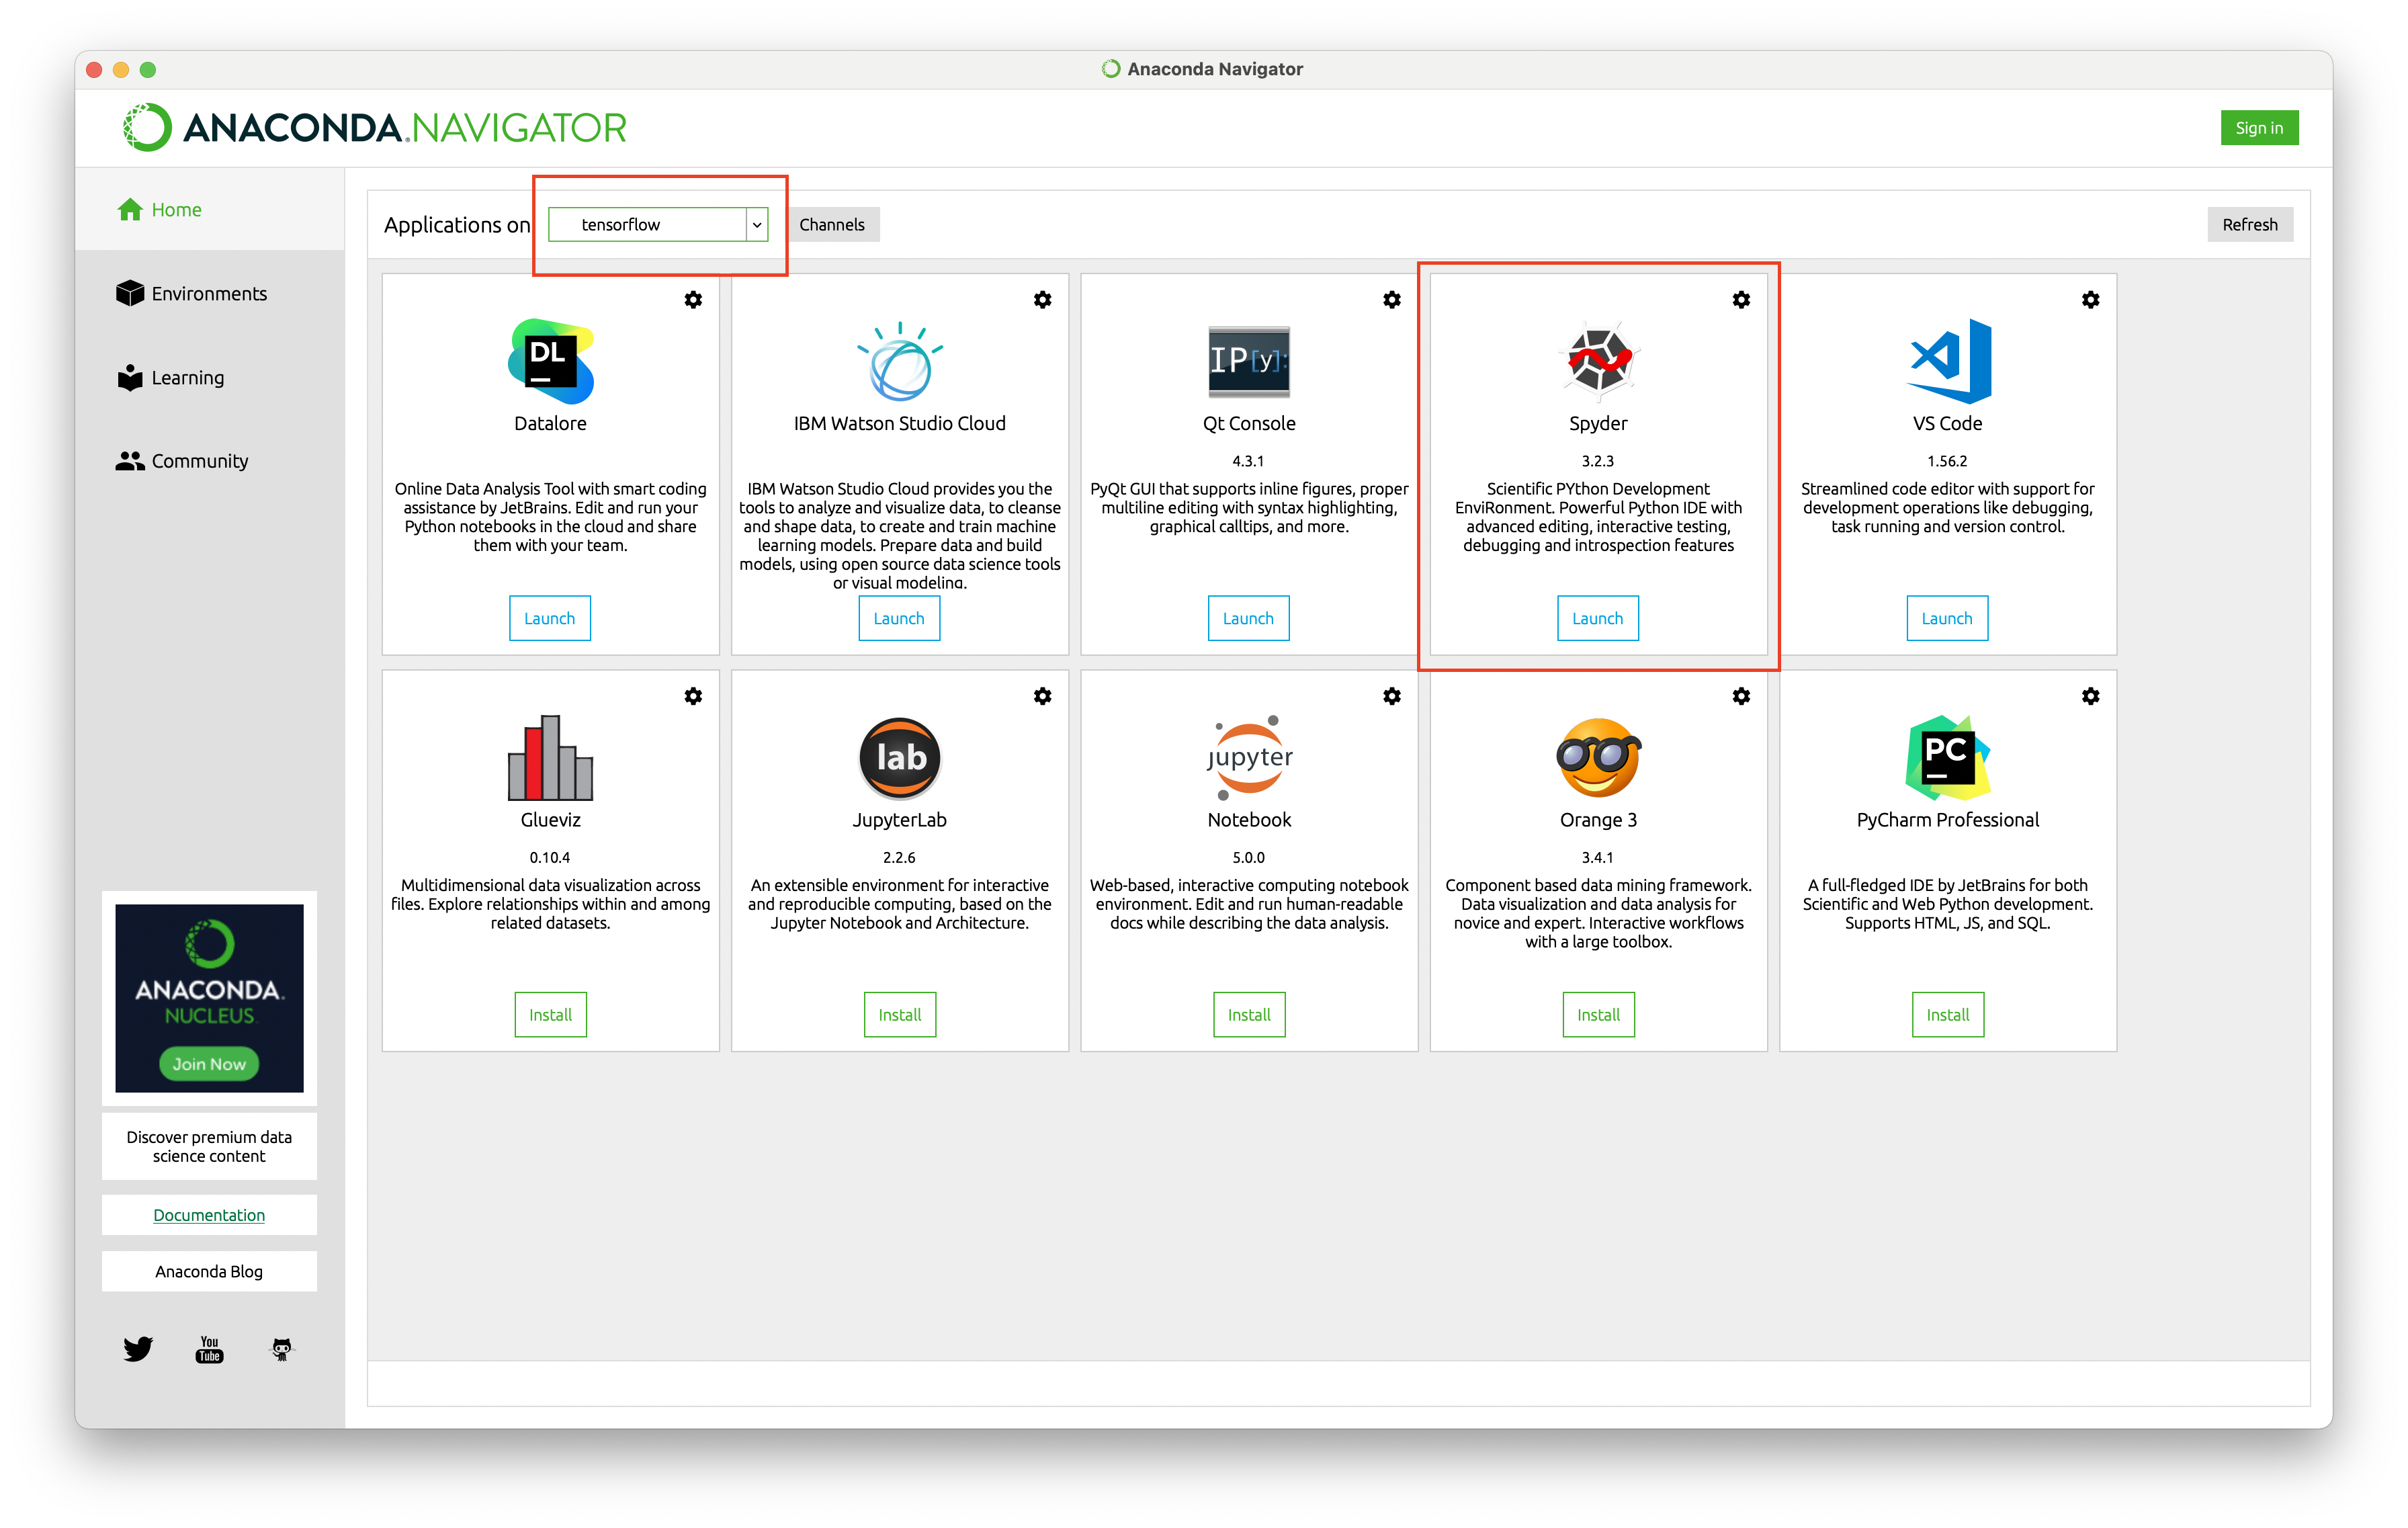 Anaconda Navigator
ANACONDA.NAVIGATOR
Sign in
Home
Environments
Learning
Community
ANACONDA.
NUCLEUS
Join Now
Discover premium data
science content
Documentation
Anaconda Blog
You
Tube
Applications on
tensorflow
Channels
Refresh
DL
Datalore
Online Data Analysis Tool with smart coding
assistance by JetBrains. Edit and run your
Python notebooks in the cloud and share
them with your team.
Launch
IBM Watson Studio Cloud
IBM Watson Studio Cloud provides you the
tools to analyze and visualize data, to cleanse
and shape data, to create and train machine
learning models. Prepare data and build
models, using open source data science tools
or visual modeling.
Launch
IP[y]:
Qt Console
4.3.1
PyQt GUI that supports inline figures, proper
multiline editing with syntax highlighting,
graphical calltips, and more.
Launch
Spyder
3.2.3
Scientific PYthon Development
EnviRonment. Powerful Python IDE with
advanced editing, interactive testing,
debugging and introspection features
Launch
VS Code
1.56.2
Streamlined code editor with support for
development operations like debugging,
task running and version control.
Launch
Glueviz
0.10.4
Multidimensional data visualization across
files. Explore relationships within and among
related datasets.
Install
lab
JupyterLab
2.2.6
An extensible environment for interactive
and reproducible computing, based on the
Jupyter Notebook and Architecture.
Install
jupyter
Notebook
5.0.0
Web-based, interactive computing notebook
environment. Edit and run human-readable
docs while describing the data analysis.
Install
Orange 3
3.4.1
Component based data mining framework.
Data visualization and data analysis for
novice and expert. Interactive workflows
with a large toolbox.
Install
PC
PyCharm Professional
A full-fledged IDE by JetBrains for both
Scientific and Web Python development.
Supports HTML, JS, and SQL.
Install